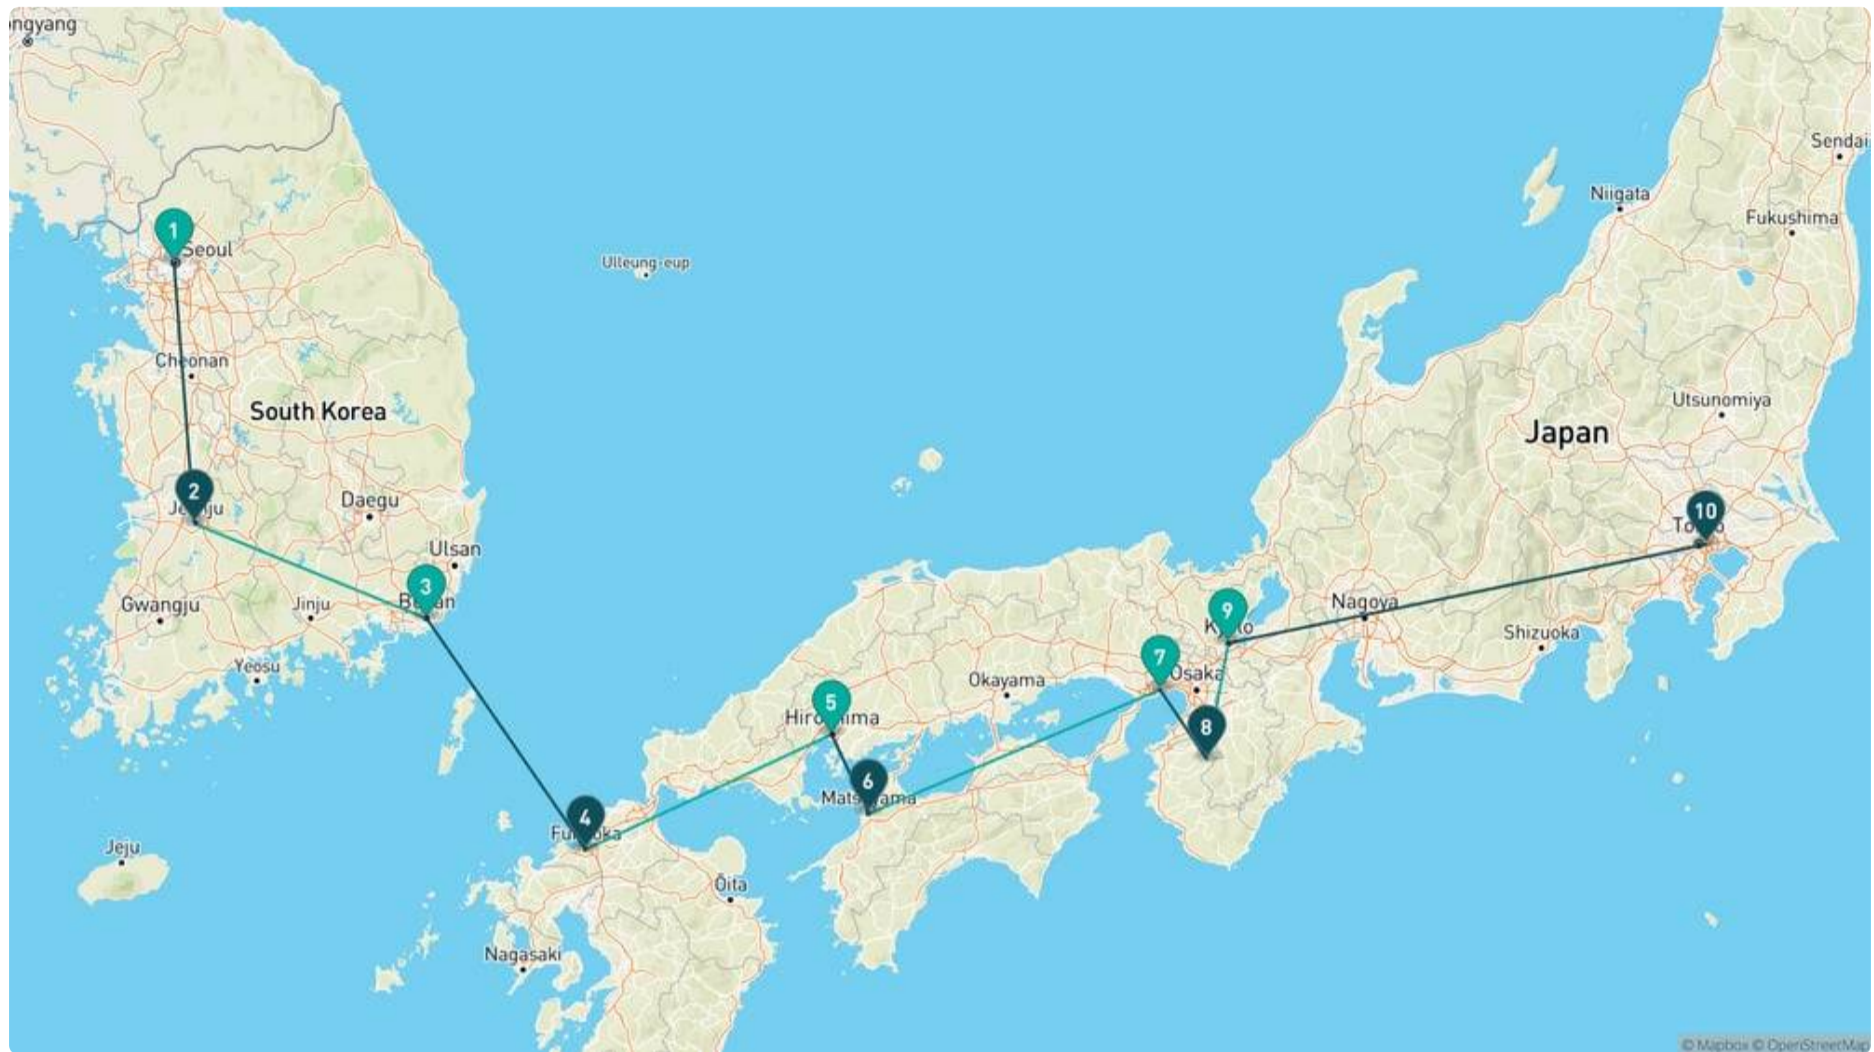 ngyang
Sendai
Niigata
Fukushima
1
Seoul
Ulleung-eup
Cheonan
South Korea
Utsunomiya
Japan
2
Daegu
10
Ulsan
3
Gwangju
Jinju
9
Nagoya
Shizuoka
Yeosu
7
Osaka
Okayama
5
8
6
4
Jeju
Ōita
Nagasaki
© Mapbox © OpenStreetMap